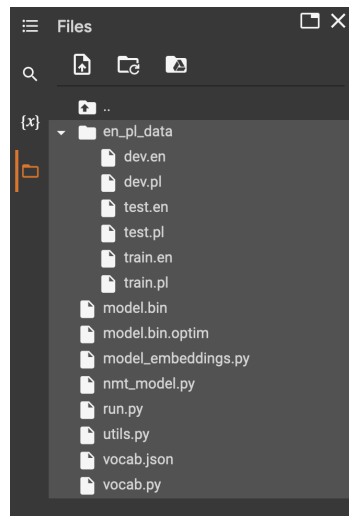 Files
..
{x}
en_pl_data
dev.en
dev.pl
test.en
test.pl
train.en
train.pl
model.bin
model.bin.optim
model_embeddings.py
nmt_model.py
run.py
utils.py
vocab.json
vocab.py